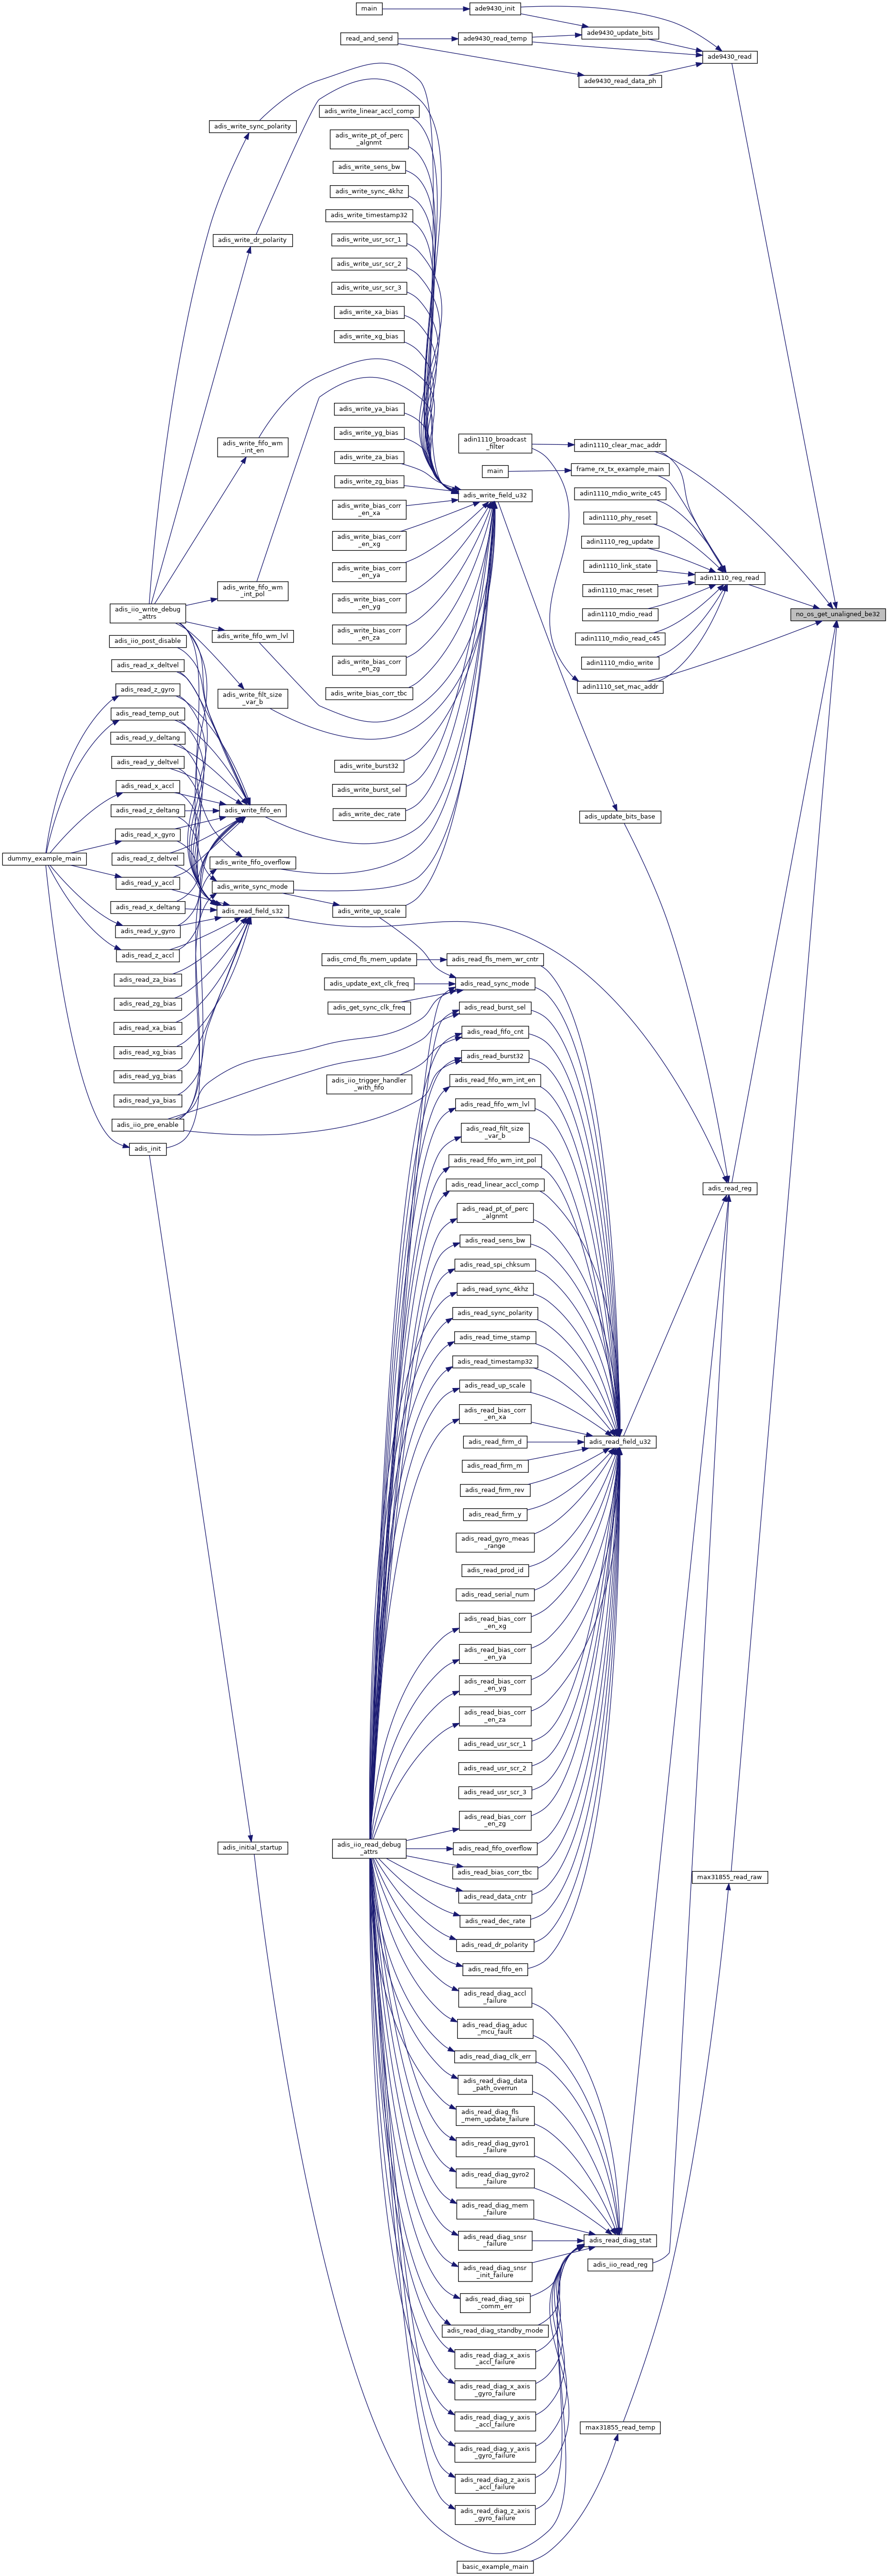 main
ade9430_init
ade9430_update_bits
read_and_send
ade9430_read_temp
ade9430_read
ade9430_read_data_ph
adis_write_linear_accl_comp
adis_write_sync_polarity
adis_write_pt_of_perc
_algnmt
adis_write_sens_bw
adis_write_sync_4khz
adis_write_timestamp32
adis_write_dr_polarity
adis_write_usr_scr_1
adis_write_usr_scr_2
adis_write_usr_scr_3
adis_write_xa_bias
adis_write_xg_bias
adis_write_ya_bias
adis_write_yg_bias
adis_write_fifo_wm
_int_en
adin1110_broadcast
_filter
adin1110_clear_mac_addr
adis_write_za_bias
main
frame_rx_tx_example_main
adis_write_zg_bias
adis_write_field_u32
adin1110_mdio_write_c45
adis_write_bias_corr
_en_xa
adin1110_phy_reset
adis_write_bias_corr
_en_xg
adin1110_reg_update
adin1110_link_state
adis_write_bias_corr
_en_ya
adin1110_reg_read
adis_write_fifo_wm
_int_pol
adin1110_mac_reset
adis_write_bias_corr
_en_yg
adis_iio_write_debug
_attrs
adin1110_mdio_read
no_os_get_unaligned_be32
adis_write_fifo_wm_lvl
adis_write_bias_corr
_en_za
adin1110_mdio_read_c45
adis_iio_post_disable
adis_read_x_deltvel
adis_write_bias_corr
_en_zg
adin1110_mdio_write
adis_read_z_gyro
adis_write_filt_size
_var_b
adis_write_bias_corr_tbc
adin1110_set_mac_addr
adis_read_temp_out
adis_read_y_deltang
adis_read_y_deltvel
adis_write_burst32
adis_read_x_accl
adis_write_burst_sel
adis_read_z_deltang
adis_write_fifo_en
adis_write_dec_rate
adis_update_bits_base
adis_read_x_gyro
dummy_example_main
adis_read_z_deltvel
adis_write_fifo_overflow
adis_read_y_accl
adis_write_sync_mode
adis_read_x_deltang
adis_read_field_s32
adis_write_up_scale
adis_read_y_gyro
adis_read_z_accl
adis_cmd_fls_mem_update
adis_read_fls_mem_wr_cntr
adis_read_za_bias
adis_update_ext_clk_freq
adis_read_sync_mode
adis_read_zg_bias
adis_get_sync_clk_freq
adis_read_burst_sel
adis_read_xa_bias
adis_read_fifo_cnt
adis_read_xg_bias
adis_read_burst32
adis_read_yg_bias
adis_iio_trigger_handler
_with_fifo
adis_read_fifo_wm_int_en
adis_read_ya_bias
adis_read_fifo_wm_lvl
adis_iio_pre_enable
adis_read_filt_size
_var_b
adis_init
adis_read_fifo_wm_int_pol
adis_read_linear_accl_comp
adis_read_reg
adis_read_pt_of_perc
_algnmt
adis_read_sens_bw
adis_read_spi_chksum
adis_read_sync_4khz
adis_read_sync_polarity
adis_read_time_stamp
adis_read_timestamp32
adis_read_up_scale
adis_read_bias_corr
_en_xa
adis_read_firm_d
adis_read_field_u32
adis_read_firm_m
adis_read_firm_rev
adis_read_firm_y
adis_read_gyro_meas
_range
adis_read_prod_id
adis_read_serial_num
adis_read_bias_corr
_en_xg
adis_read_bias_corr
_en_ya
adis_read_bias_corr
_en_yg
adis_read_bias_corr
_en_za
adis_read_usr_scr_1
adis_read_usr_scr_2
adis_read_usr_scr_3
adis_read_bias_corr
_en_zg
adis_initial_startup
adis_iio_read_debug
_attrs
adis_read_fifo_overflow
adis_read_bias_corr_tbc
max31855_read_raw
adis_read_data_cntr
adis_read_dec_rate
adis_read_dr_polarity
adis_read_fifo_en
adis_read_diag_accl
_failure
adis_read_diag_aduc
_mcu_fault
adis_read_diag_clk_err
adis_read_diag_data
_path_overrun
adis_read_diag_fls
_mem_update_failure
adis_read_diag_gyro1
_failure
adis_read_diag_gyro2
_failure
adis_read_diag_mem
_failure
adis_read_diag_snsr
_failure
adis_read_diag_stat
adis_read_diag_snsr
_init_failure
adis_iio_read_reg
adis_read_diag_spi
_comm_err
adis_read_diag_standby_mode
adis_read_diag_x_axis
_accl_failure
adis_read_diag_x_axis
_gyro_failure
adis_read_diag_y_axis
_accl_failure
max31855_read_temp
adis_read_diag_y_axis
_gyro_failure
adis_read_diag_z_axis
_accl_failure
adis_read_diag_z_axis
_gyro_failure
basic_example_main